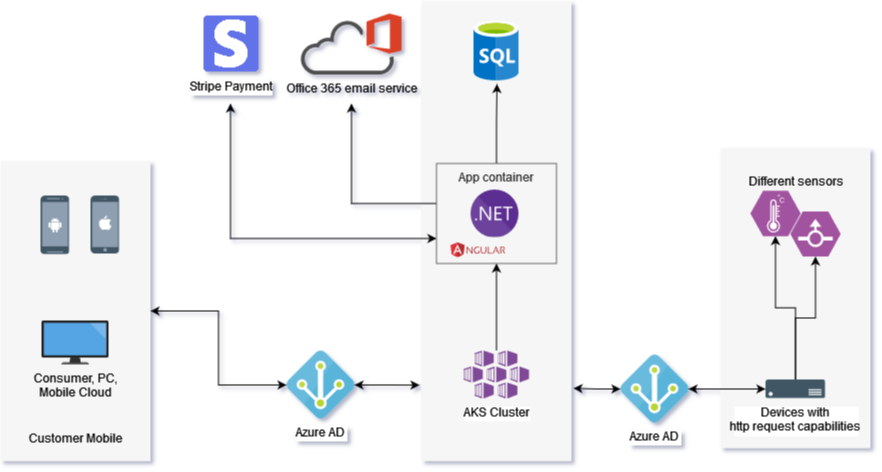 S
Stripe Payment
Office 365 email service
SQL
App container
.NET
NGULAR
AKS Cluster
Consumer, PC,
Mobile Cloud
Customer Mobile
Azure AD
Azure AD
Different sensors
°C
Devices with
http request capabilities